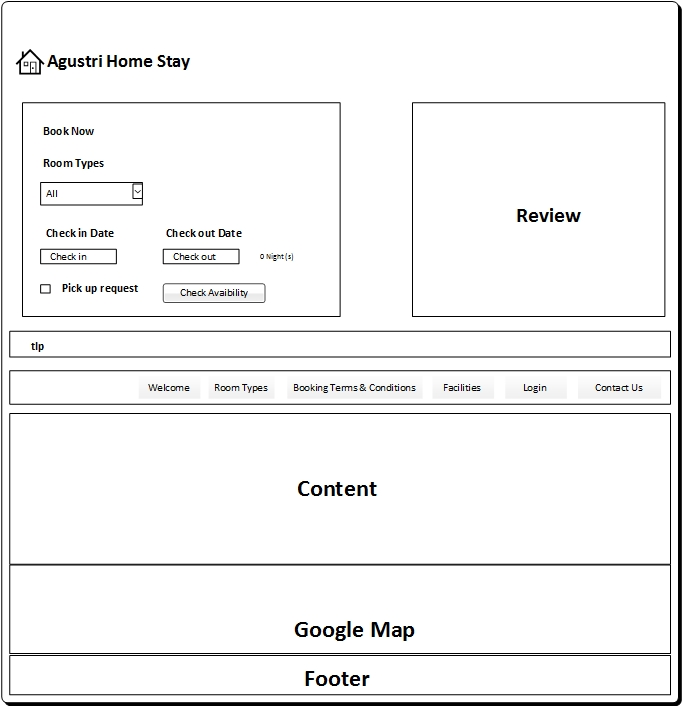 Agustri Home Stay
Book Now
Room Types
All
Check in Date Check out Date
Check in Check out 0 Night (s)
Pick up request Check Avaibility
Review
tlp
Welcome Room Types Booking Terms & Conditions Facilities Login Contact Us
Content
Google Map
Footer